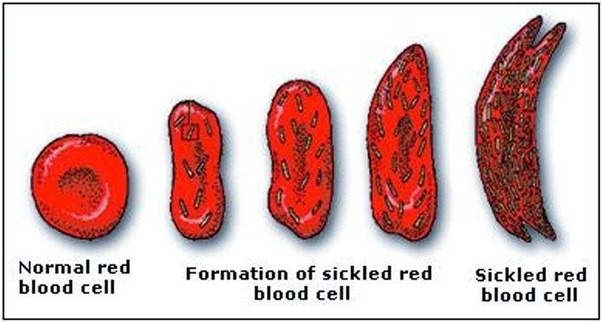 Normal red
blood cell
Formation of sickled red
blood cell
Sickled red
blood cell